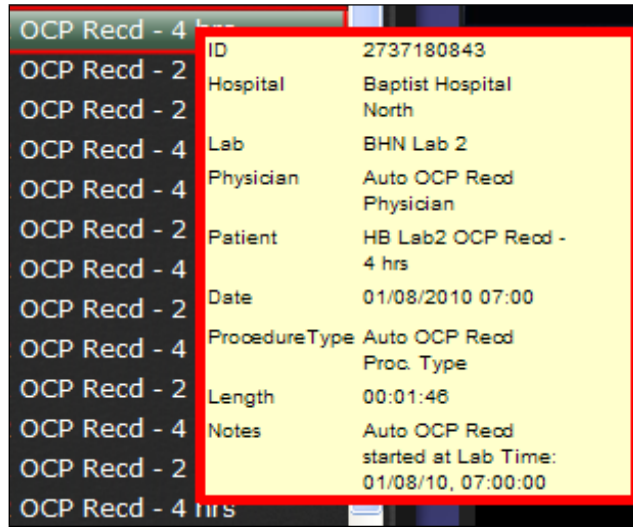 OCP Recd - 4 hrs
OCP Recd - 2
OCP Recd - 2
OCP Recd - 4
OCP Recd - 4
OCP Recd - 2
OCP Recd - 4
OCP Recd - 2
OCP Recd - 4
OCP Recd - 2
OCP Recd - 4
OCP Recd - 2
OCP Recd - 4 hrs
ID 2737180843
Hospital Baptist Hospital
North
Lab BHN Lab 2
Physician Auto OCP Recd
Physician
Patient HB Lab2 OCP Recd -
4 hrs
Date 01/08/2010 07:00
ProcedureType Auto OCP Recd
Proc. Type
Length 00:01:46
Notes Auto OCP Recd
started at Lab Time:
01/08/10, 07:00:00